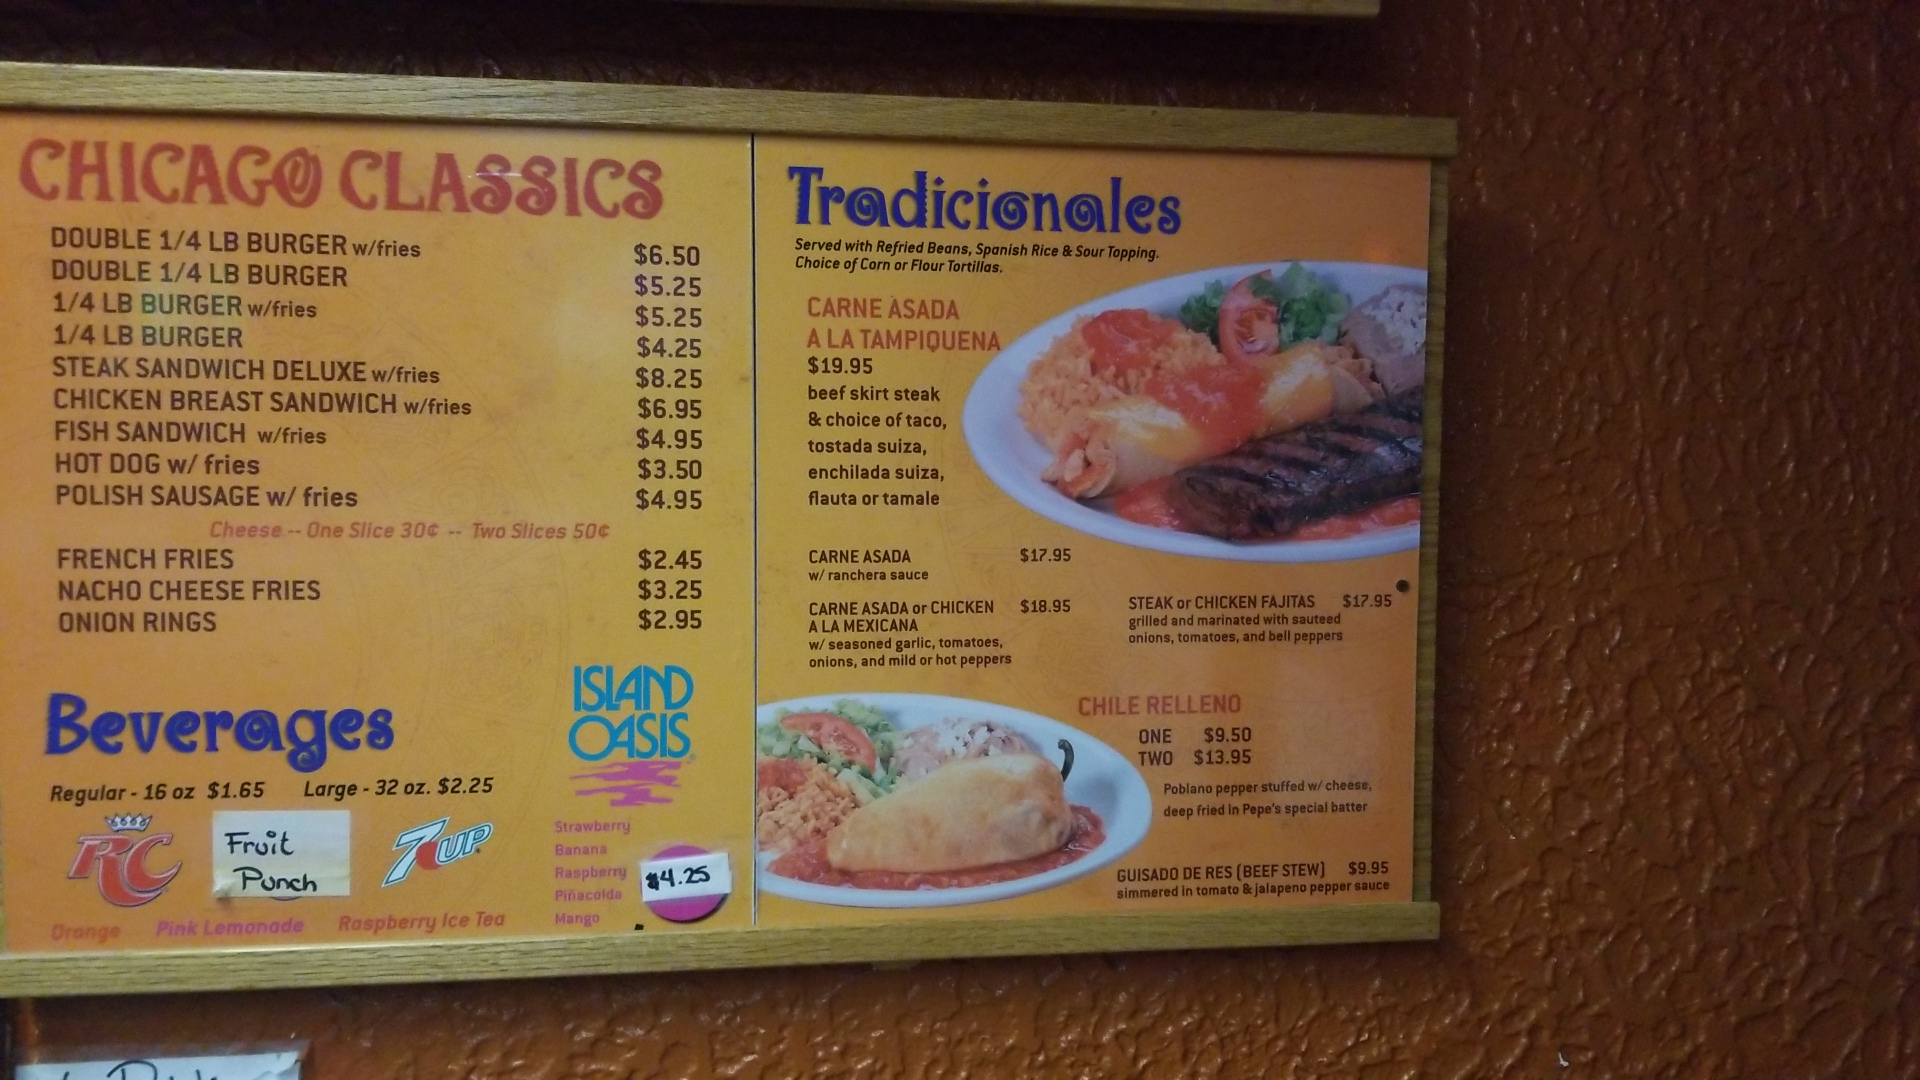 CHICAGO CLASSICS
DOUBLE 1/4 LB BURGER w/fries $6.50
DOUBLE 1/4 LB BURGER $5.25
1/4 LB BURGER w/fries $5.25
1/4 LB BURGER $4.25
STEAK SANDWICH DELUXE w/fries $8.25
CHICKEN BREAST SANDWICH w/fries $6.95
FISH SANDWICH w/fries $4.95
HOT DOG w/ fries $3.50
POLISH SAUSAGE w/ fries $4.95
Cheese -- One Slice 30¢ -- Two Slices 50¢
FRENCH FRIES $2.45
NACHO CHEESE FRIES $3.25
ONION RINGS $2.95
Beverages
Regular - 16 oz $1.65 Large - 32 oz. $2.25
RC
Fruit
Punch
7UP
Orange Pink Lemonade Raspberry Ice Tea
ISLAND
OASIS
Strawberry
Banana
Raspberry
Piñacolda
Mango
$4.25
Tradicionales
Served with Refried Beans, Spanish Rice & Sour Topping.
Choice of Corn or Flour Tortillas.
CARNE ASADA
A LA TAMPIQUENA
$19.95
beef skirt steak
& choice of taco,
tostada suiza,
enchilada suiza,
flauta or tamale
CARNE ASADA $17.95
w/ ranchera sauce
CARNE ASADA or CHICKEN $18.95
A LA MEXICANA
w/ seasoned garlic, tomatoes,
onions, and mild or hot peppers
STEAK or CHICKEN FAJITAS $17.95
grilled and marinated with sauteed
onions, tomatoes, and bell peppers
CHILE RELLENO
ONE $9.50
TWO $13.95
Poblano pepper stuffed w/ cheese,
deep fried in Pepe's special batter
GUISADO DE RES (BEEF STEW) $9.95
simmered in tomato & jalapeno pepper sauce